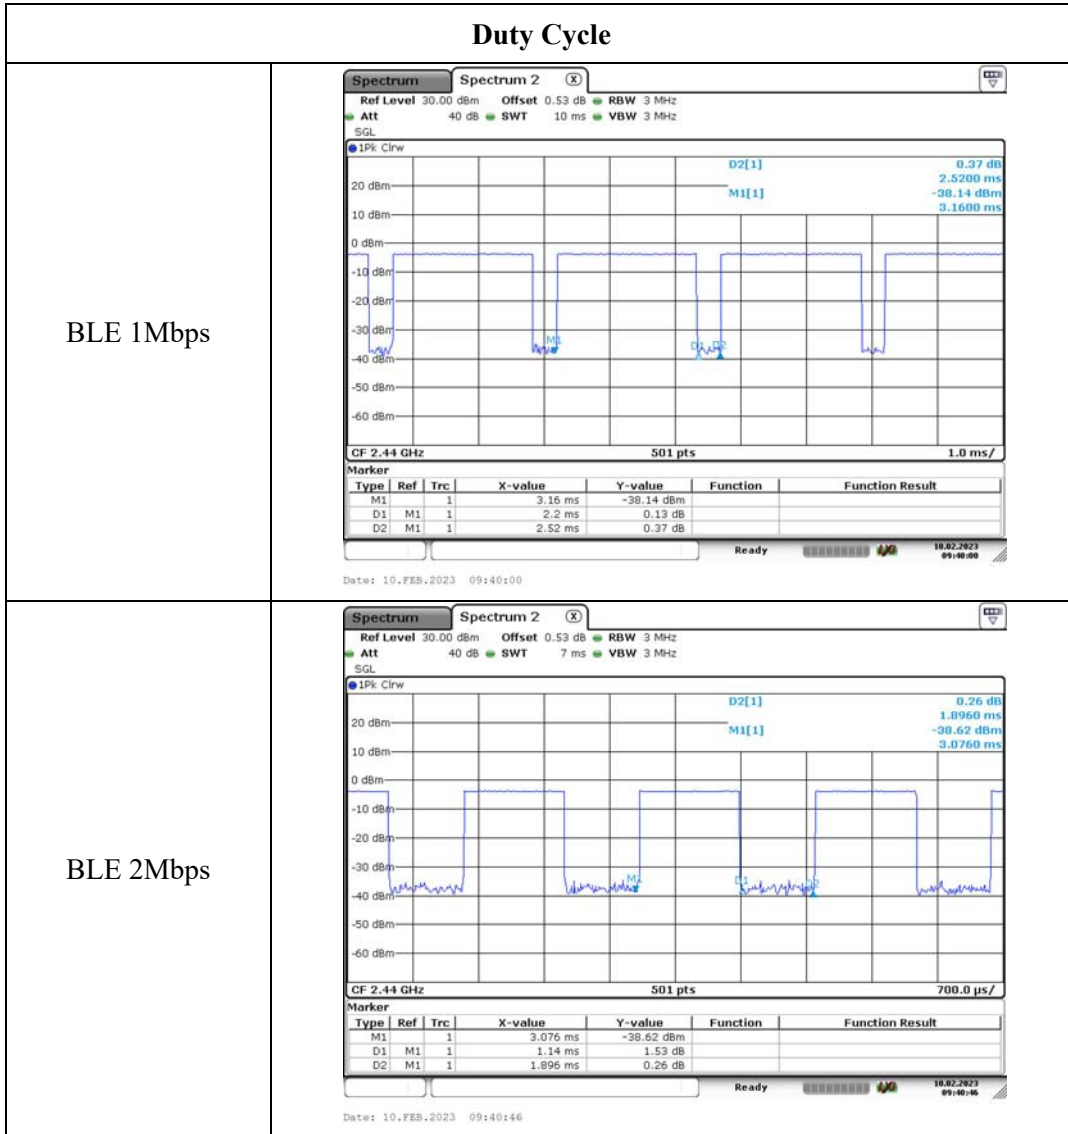 Duty Cycle
BLE 1Mbps
Spectrum Spectrum 2 X
Ref Level 30.00 dBm Offset 0.53 dB RBW 3 MHz
Att 40 dB SWT 10 ms VBW 3 MHz
SGL
1Pk Clrw
D2[1] 0.37 dB
2.5200 ms
M1[1] -38.14 dBm
3.1600 ms
20 dBm
10 dBm
0 dBm
-10 dBm
-20 dBm
-30 dBm
M1 D1 D2
-40 dBm
-50 dBm
-60 dBm
CF 2.44 GHz 501 pts 1.0 ms/
Marker
Type Ref Trc X-value Y-value Function Function Result
M1 1 3.16 ms -38.14 dBm
D1 M1 1 2.2 ms 0.13 dB
D2 M1 1 2.52 ms 0.37 dB
Ready 10.02.2023
09:40:00
Date: 10.FEB.2023 09:40:00
BLE 2Mbps
Spectrum Spectrum 2 X
Ref Level 30.00 dBm Offset 0.53 dB RBW 3 MHz
Att 40 dB SWT 7 ms VBW 3 MHz
SGL
1Pk Clrw
D2[1] 0.26 dB
1.8960 ms
M1[1] -38.62 dBm
3.0760 ms
20 dBm
10 dBm
0 dBm
-10 dBm
-20 dBm
-30 dBm
M1 D1 D2
-40 dBm
-50 dBm
-60 dBm
CF 2.44 GHz 501 pts 700.0 µs/
Marker
Type Ref Trc X-value Y-value Function Function Result
M1 1 3.076 ms -38.62 dBm
D1 M1 1 1.14 ms 1.53 dB
D2 M1 1 1.896 ms 0.26 dB
Ready 10.02.2023
09:40:46
Date: 10.FEB.2023 09:40:46